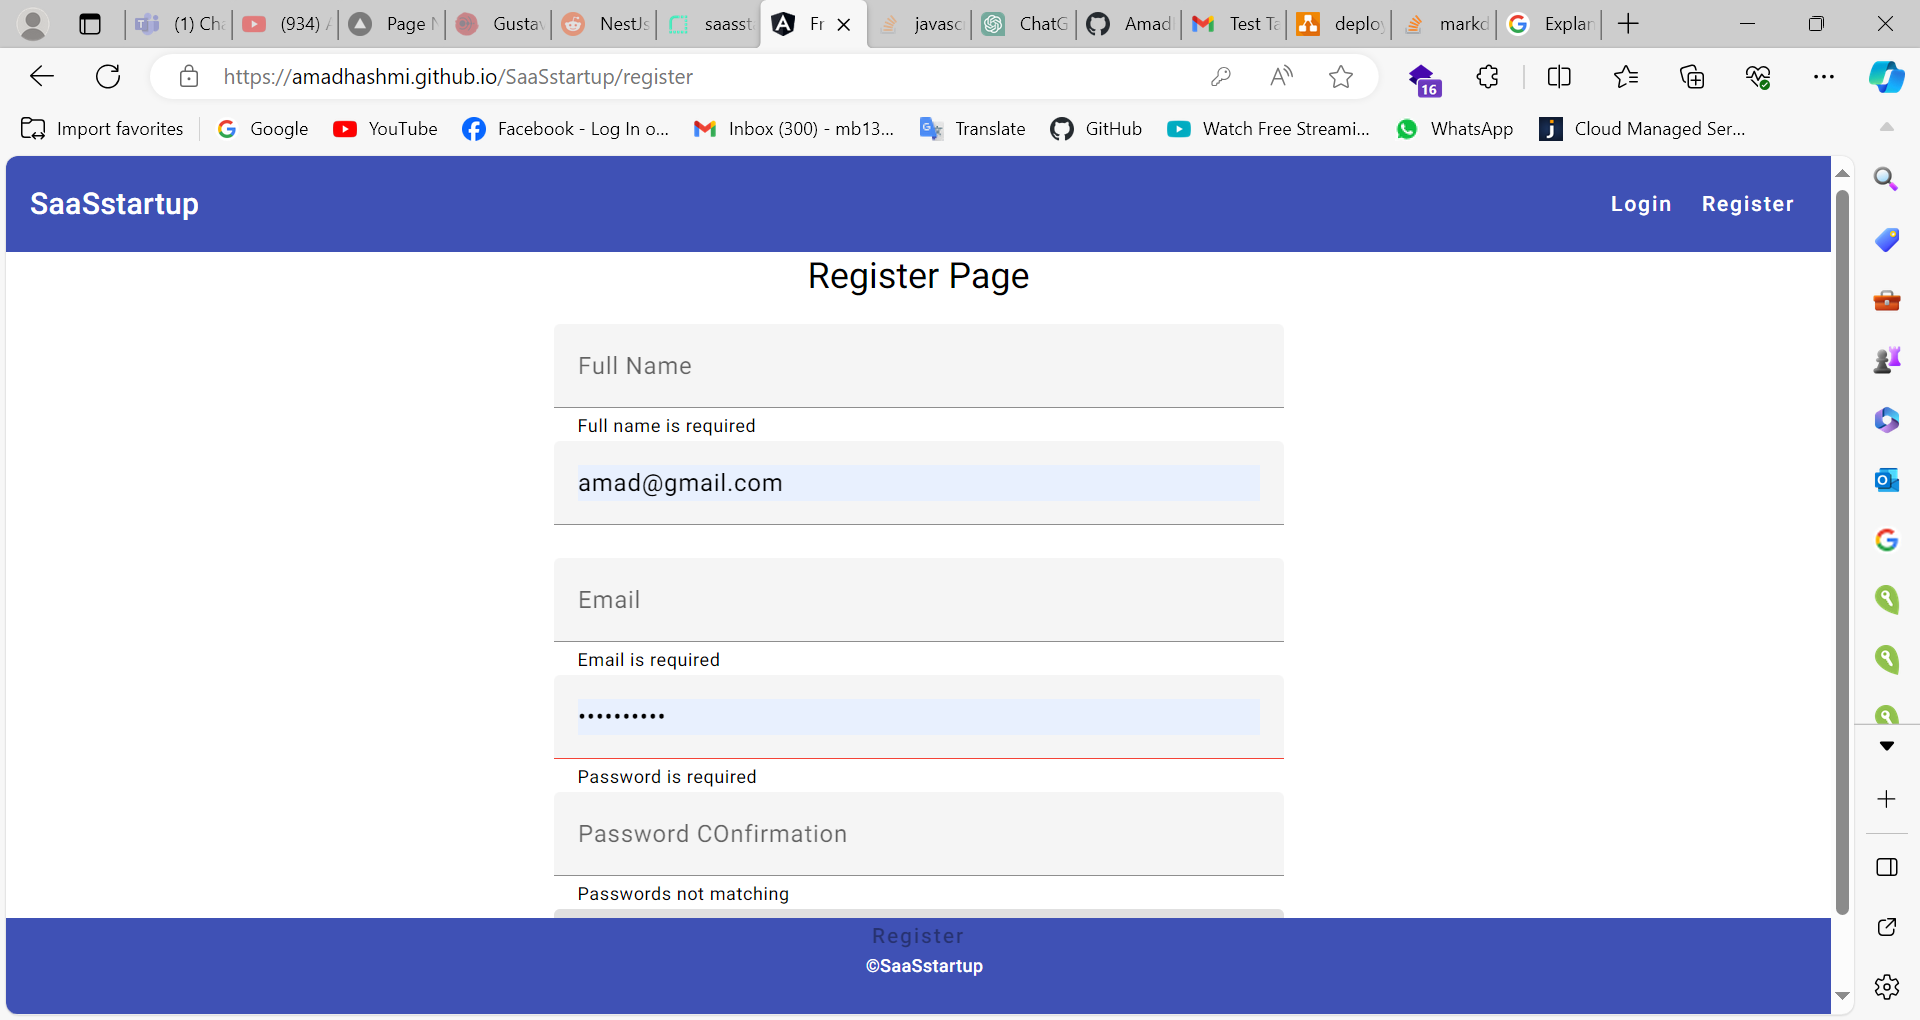 (1) Ch
(934)
Page
Gustav
NestJs
saasst
Fr
javasc
ChatG
Amad
Test Ta
deploy
markd
Explan
https://amadhashmi.github.io/SaaSstartup/register
16
Import favorites
Google
YouTube
Facebook - Log In o...
Inbox (300) - mb13...
Translate
GitHub
Watch Free Streami...
WhatsApp
Cloud Managed Ser...
SaaSstartup
Login
Register
Register Page
Full Name
Full name is required
amad@gmail.com
Email
Email is required
••••••••••
Password is required
Password COnfirmation
Passwords not matching
Register
©SaaSstartup